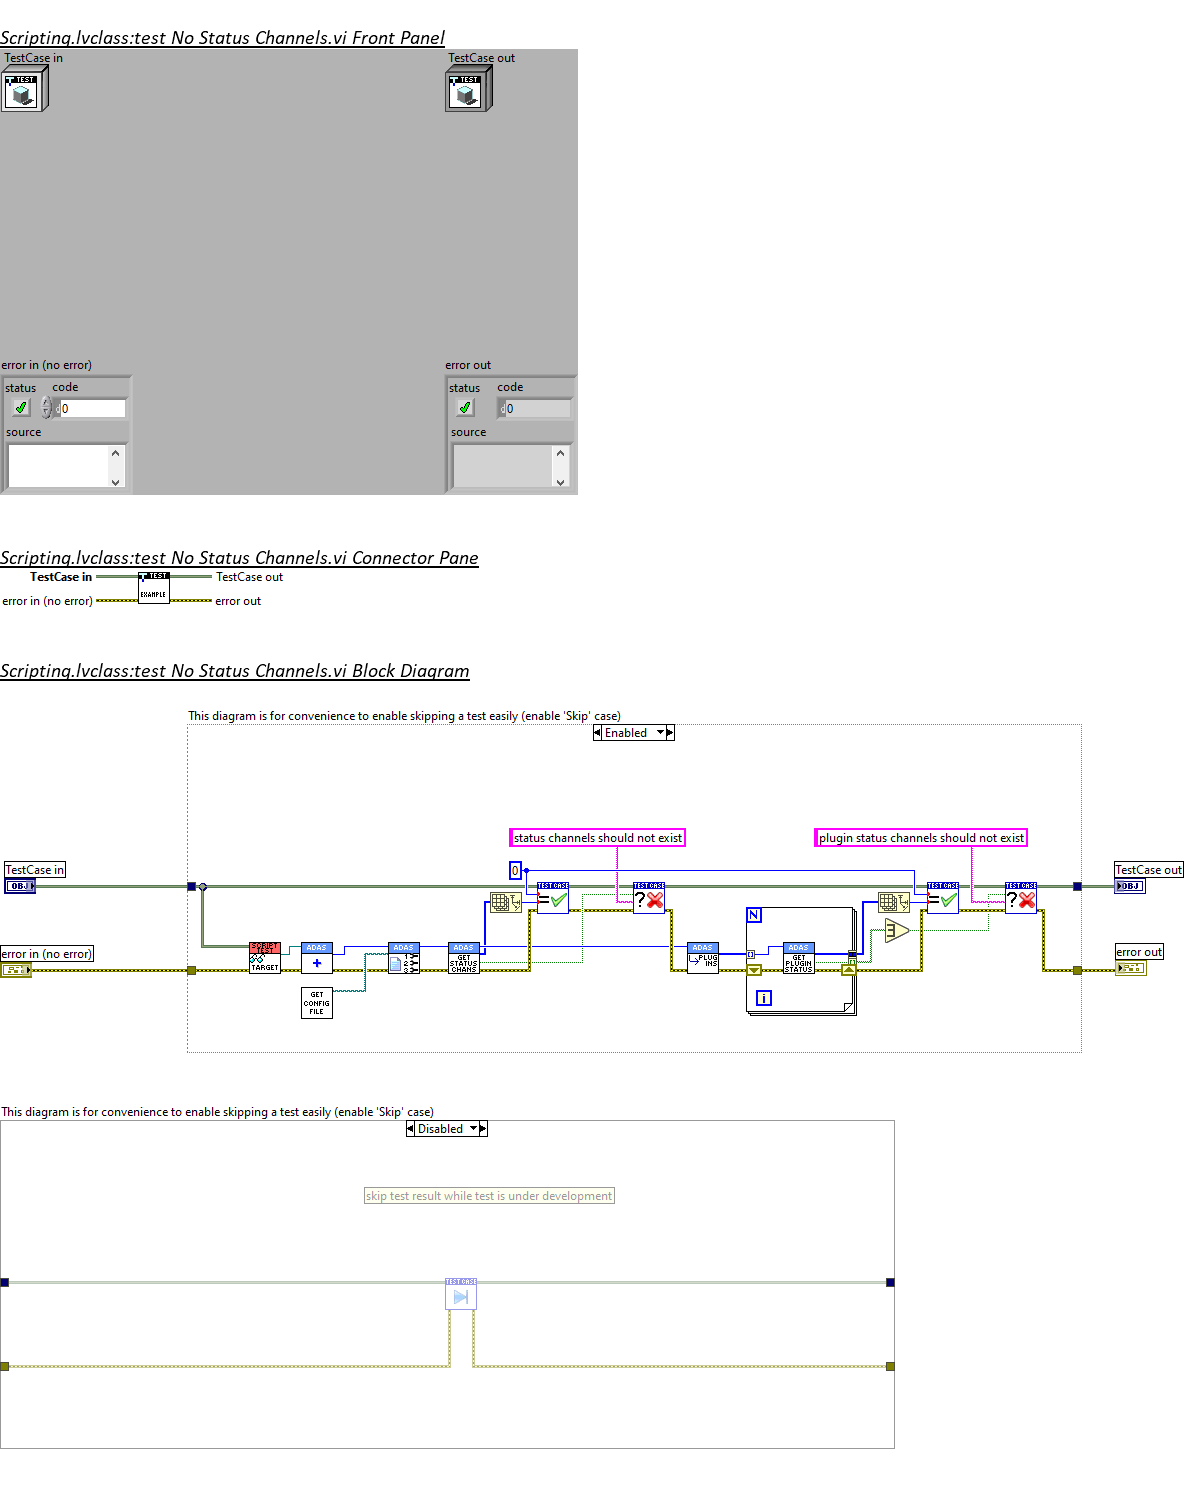 Scripting.lvclass:test No Status Channels.vi Front Panel
TestCase in
TestCase out
TEST
TEST
error in (no error)
error out
status code
status code
d 0
d 0
source
source
Scripting.lvclass:test No Status Channels.vi Connector Pane
TestCase in
TEST
EXAMPLE
TestCase out
error in (no error)
error out
Scripting.lvclass:test No Status Channels.vi Block Diagram
This diagram is for convenience to enable skipping a test easily (enable 'Skip' case)
Enabled
status channels should not exist
plugin status channels should not exist
TestCase in
OBJ
0
TEST CASE
=
TEST CASE
?
TEST CASE
=
TEST CASE
?
TestCase out
OBJ
error in (no error)
SCRIPT TEST
TARGET
ADAS
+
ADAS
1
2
3
ADAS
GET
STATUS
CHANS
ADAS
PLUG
INS
N
ADAS
GET
PLUGIN
STATUS
i
error out
GET
CONFIG
FILE
This diagram is for convenience to enable skipping a test easily (enable 'Skip' case)
Disabled
skip test result while test is under development
TEST CASE